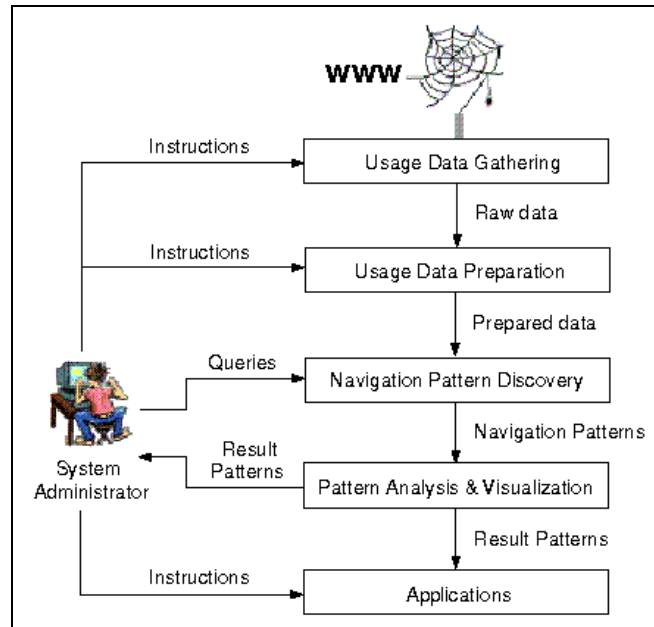 www
Instructions
Usage Data Gathering
Raw data
Instructions
Usage Data Preparation
Prepared data
Queries
Navigation Pattern Discovery
Navigation Patterns
Result
Patterns
System
Administrator
Pattern Analysis & Visualization
Result Patterns
Instructions
Applications